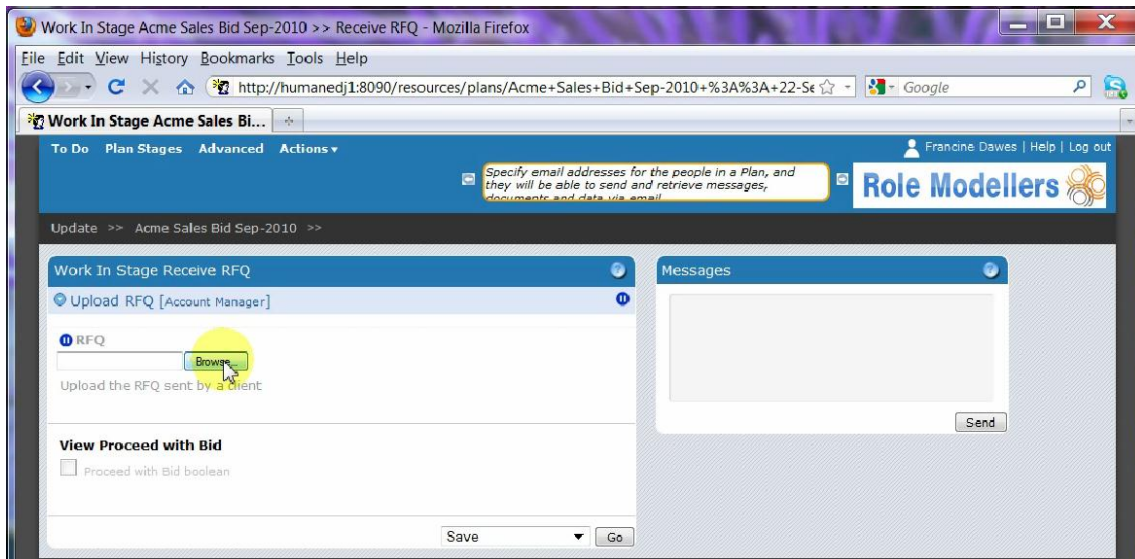 Work In Stage Acme Sales Bid Sep-2010 >> Receive RFQ - Mozilla Firefox
File Edit View History Bookmarks Tools Help
http://humanedj1:8090/resources/plans/Acme+Sales+Bid+Sep-2010+%3A%3A+22-Se
Google
Work In Stage Acme Sales Bi...
To Do Plan Stages Advanced Actions
Francine Dawes | Help | Log out
Specify email addresses for the people in a Plan, and
they will be able to send and retrieve messages,
documents and data via email
Role Modellers
Update >> Acme Sales Bid Sep-2010 >>
Work In Stage Receive RFQ
Messages
Upload RFQ [Account Manager]
RFQ
Browse...
Upload the RFQ sent by a client
Send
View Proceed with Bid
Proceed with Bid boolean
Save
Go